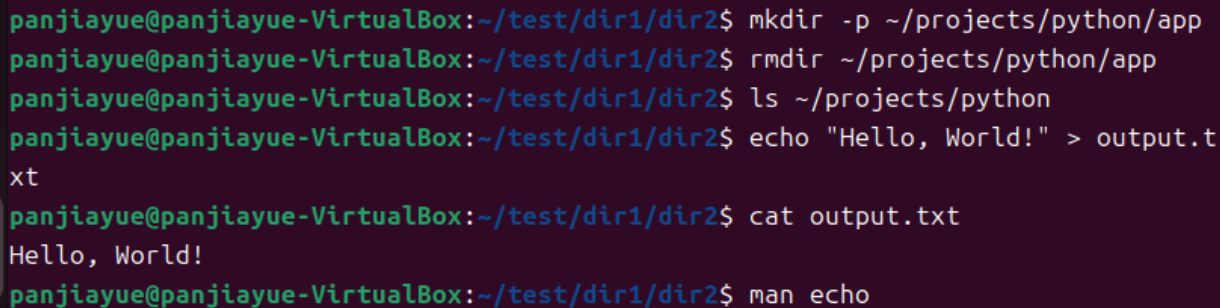 panjiayue@panjiayue-VirtualBox:~/test/dir1/dir2$ mkdir -p ~/projects/python/app
panjiayue@panjiayue-VirtualBox:~/test/dir1/dir2$ rmdir ~/projects/python/app
panjiayue@panjiayue-VirtualBox:~/test/dir1/dir2$ ls ~/projects/python
panjiayue@panjiayue-VirtualBox:~/test/dir1/dir2$ echo "Hello, World!" > output.t
xt
panjiayue@panjiayue-VirtualBox:~/test/dir1/dir2$ cat output.txt
Hello, World!
panjiayue@panjiayue-VirtualBox:~/test/dir1/dir2$ man echo